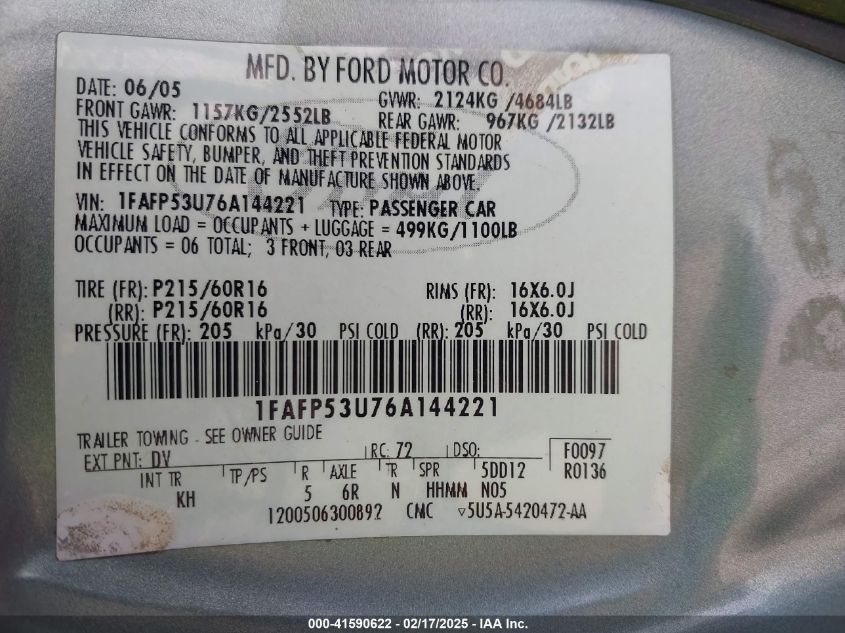 MFD. BY FORD MOTOR CO.
DATE: 06/05 GVWR: 2124KG /4684LB
FRONT GAWR: 1157KG/2552LB REAR GAWR: 967KG /2132LB
THIS VEHICLE CONFORMS TO ALL APPLICABLE FEDERAL MOTOR
VEHICLE SAFETY, BUMPER, AND THEFT PREVENTION STANDARDS
IN EFFECT ON THE DATE OF MANUFACTURE SHOWN ABOVE.
VIN: 1FAFP53U76A144221 TYPE: PASSENGER CAR
MAXIMUM LOAD = OCCUPANTS + LUGGAGE = 499KG/1100LB
OCCUPANTS = 06 TOTAL; 3 FRONT, 03 REAR
TIRE (FR): P215/60R16 RIMS (FR): 16X6.0J
(RR): P215/60R16 (RR): 16X6.0J
PRESSURE (FR): 205 kPa/30 PSI COLD (RR): 205 kPa/30 PSI COLD
1FAFP53U76A144221
TRAILER TOWING - SEE OWNER GUIDE
EXT PNT: DV RC: 72 DSO: F0097
INT TR TP/PS R AXLE TR SPR 5DD12 R0136
KH 5 6R N HHMM N05
1200506300892 CMC ▿5U5A-5420472-AA
000-41590622 / 02/17/2025 - IAA Inc.